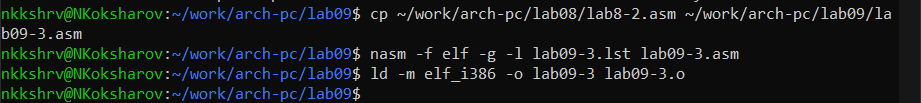 nkkshrv@NKoksharov:~/work/arch-pc/lab09$ cp ~/work/arch-pc/lab08/lab8-2.asm ~/work/arch-pc/lab09/la
b09-3.asm
nkkshrv@NKoksharov:~/work/arch-pc/lab09$ nasm -f elf -g -l lab09-3.lst lab09-3.asm
nkkshrv@NKoksharov:~/work/arch-pc/lab09$ ld -m elf_i386 -o lab09-3 lab09-3.o
nkkshrv@NKoksharov:~/work/arch-pc/lab09$